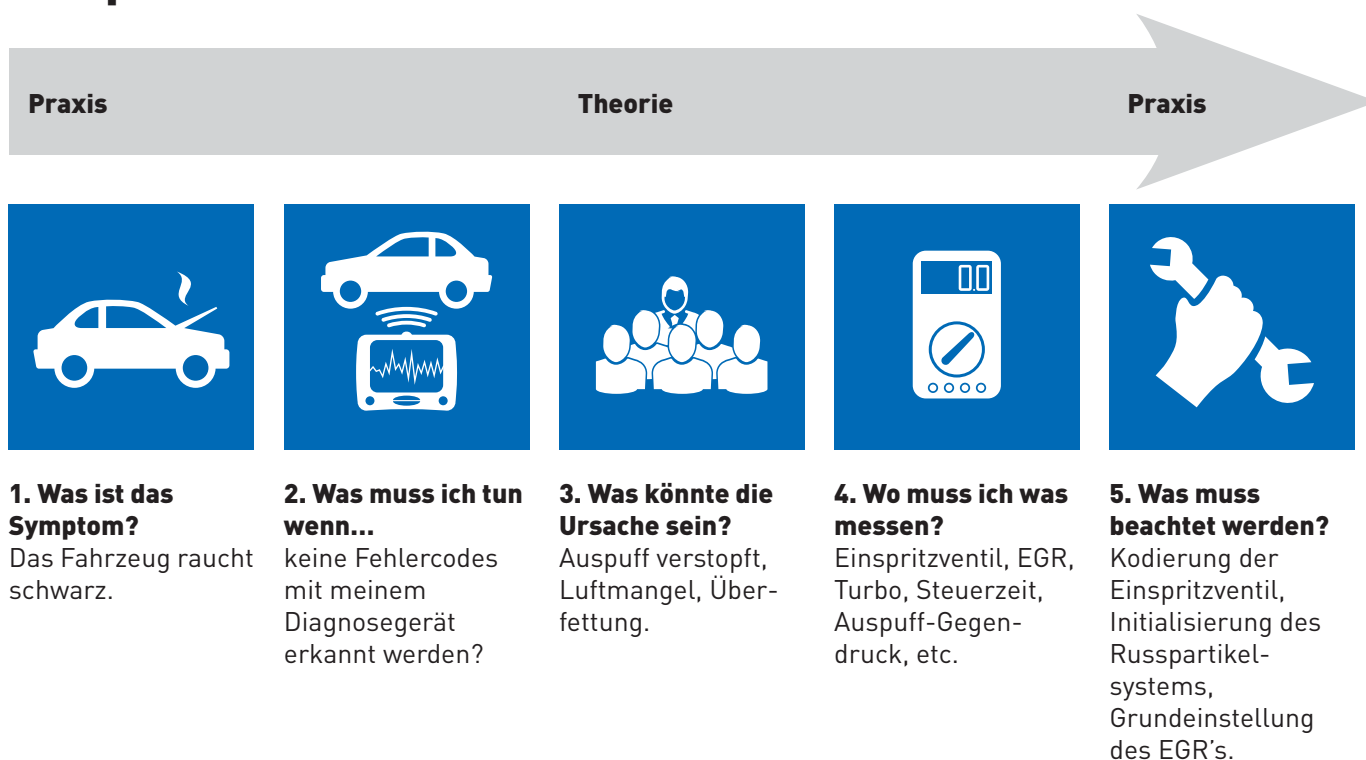 Praxis
Theorie
Praxis
0.0
1. Was ist das
Symptom?
Das Fahrzeug raucht
schwarz.
2. Was muss ich tun
wenn...
keine Fehlercodes
mit meinem
Diagnosegerät
erkannt werden?
3. Was könnte die
Ursache sein?
Auspuff verstopft,
Luftmangel, Über-
fettung.
4. Wo muss ich was
messen?
Einspritzventil, EGR,
Turbo, Steuerzeit,
Auspuff-Gegen-
druck, etc.
5. Was muss
beachtet werden?
Kodierung der
Einspritzventil,
Initialisierung des
Russpartikel-
systems,
Grundeinstellung
des EGR's.